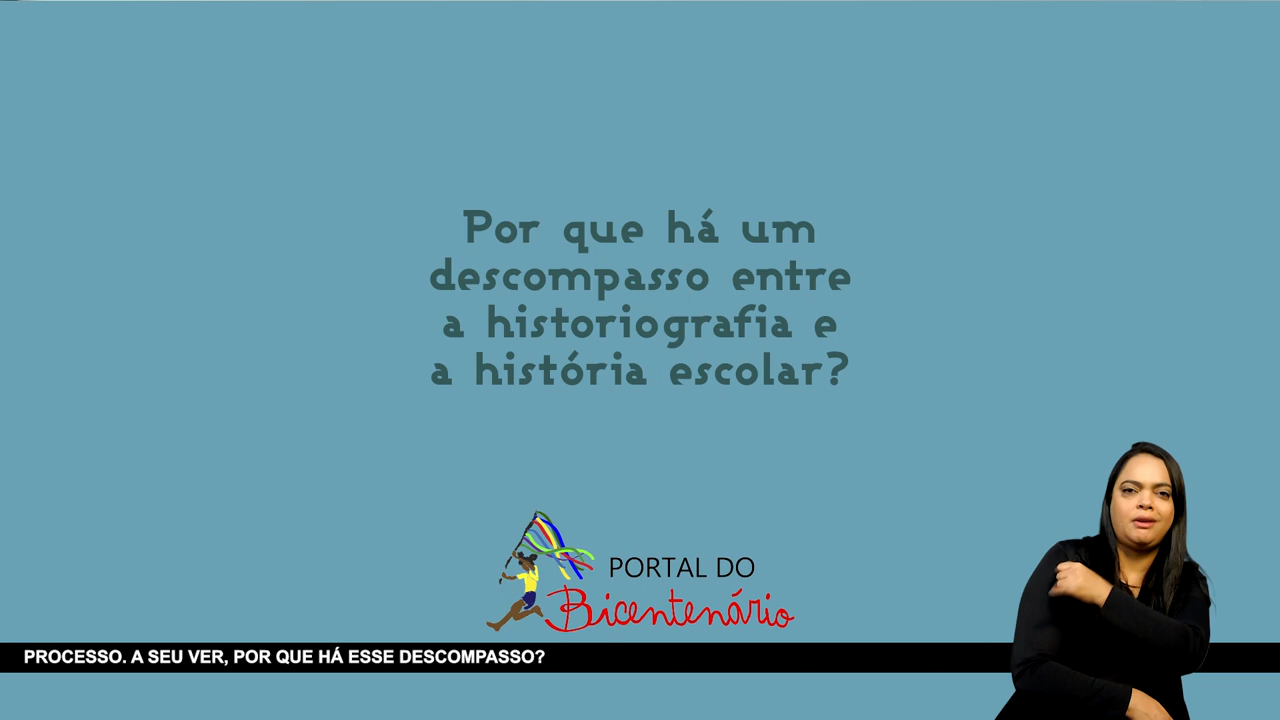 Por que há um
descompasso entre
a historiografia e
a história escolar?
PORTAL DO
Bicentenário
PROCESSO. A SEU VER, POR QUE HÁ ESSE DESCOMPASSO?